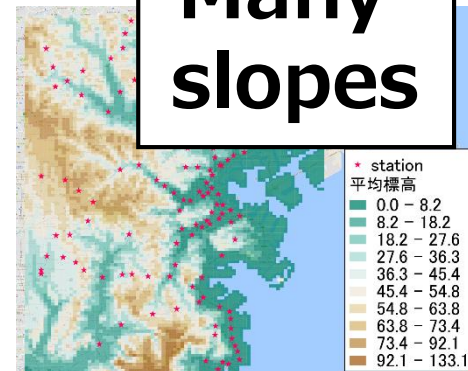 Many
slopes
station
平均標高
0.0 - 8.2
8.2 - 18.2
18.2 - 27.6
27.6 - 36.3
36.3 - 45.4
45.4 - 54.8
54.8 - 63.8
63.8 - 73.4
73.4 - 92.1
92.1 - 133.1